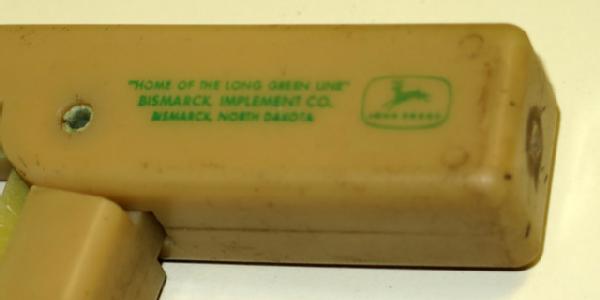 "HOME OF THE LONG GREEN LINE"
BISMARCK IMPLEMENT CO.
BISMARCK, NORTH DAKOTA
JOHN DEERE